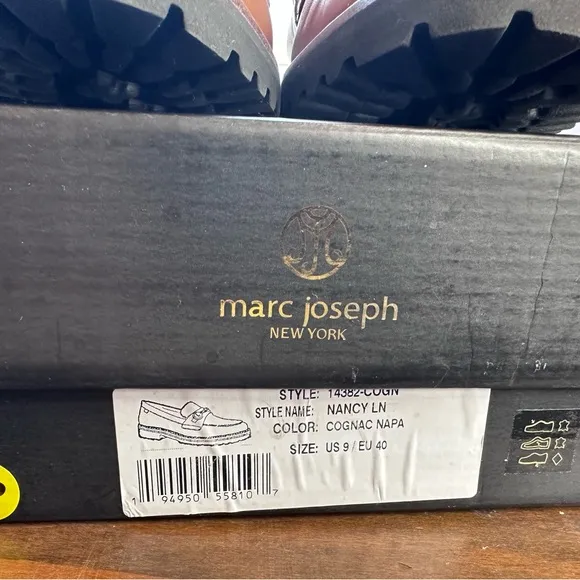 marc joseph
NEW YORK
STYLE: 14382-COGN
STYLE NAME: NANCY LN
COLOR: COGNAC NAPA
SIZE: US 9 / EU 40
1 94950 55810 7